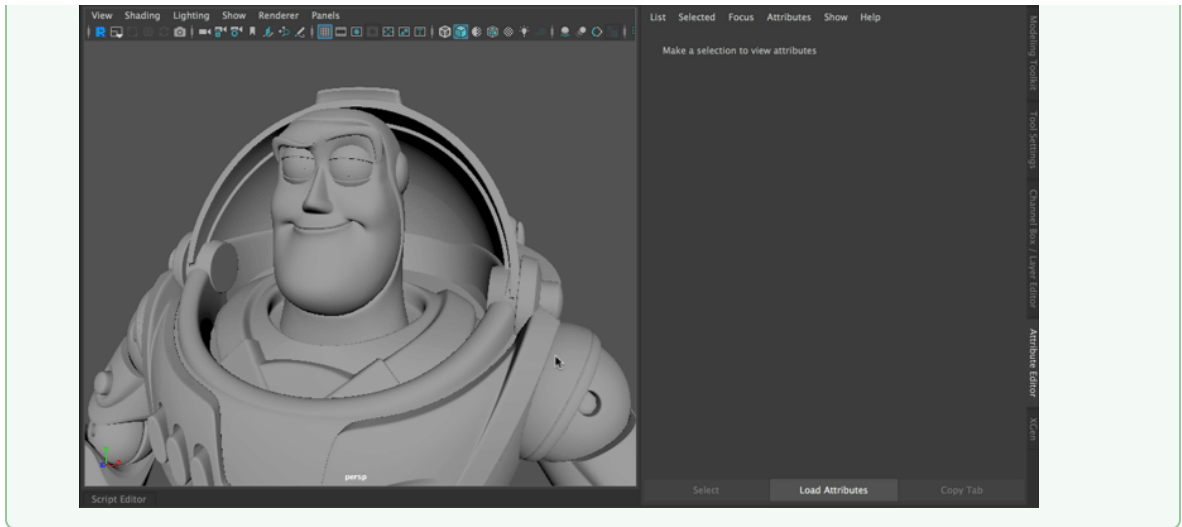 View Shading Lighting Show Renderer Panels
List Selected Focus Attributes Show Help
Make a selection to view attributes
Modeling Toolkit
Tool Settings
Channel Box / Layer Editor
Attribute Editor
XGen
persp
Select Load Attributes Copy Tab
Script Editor